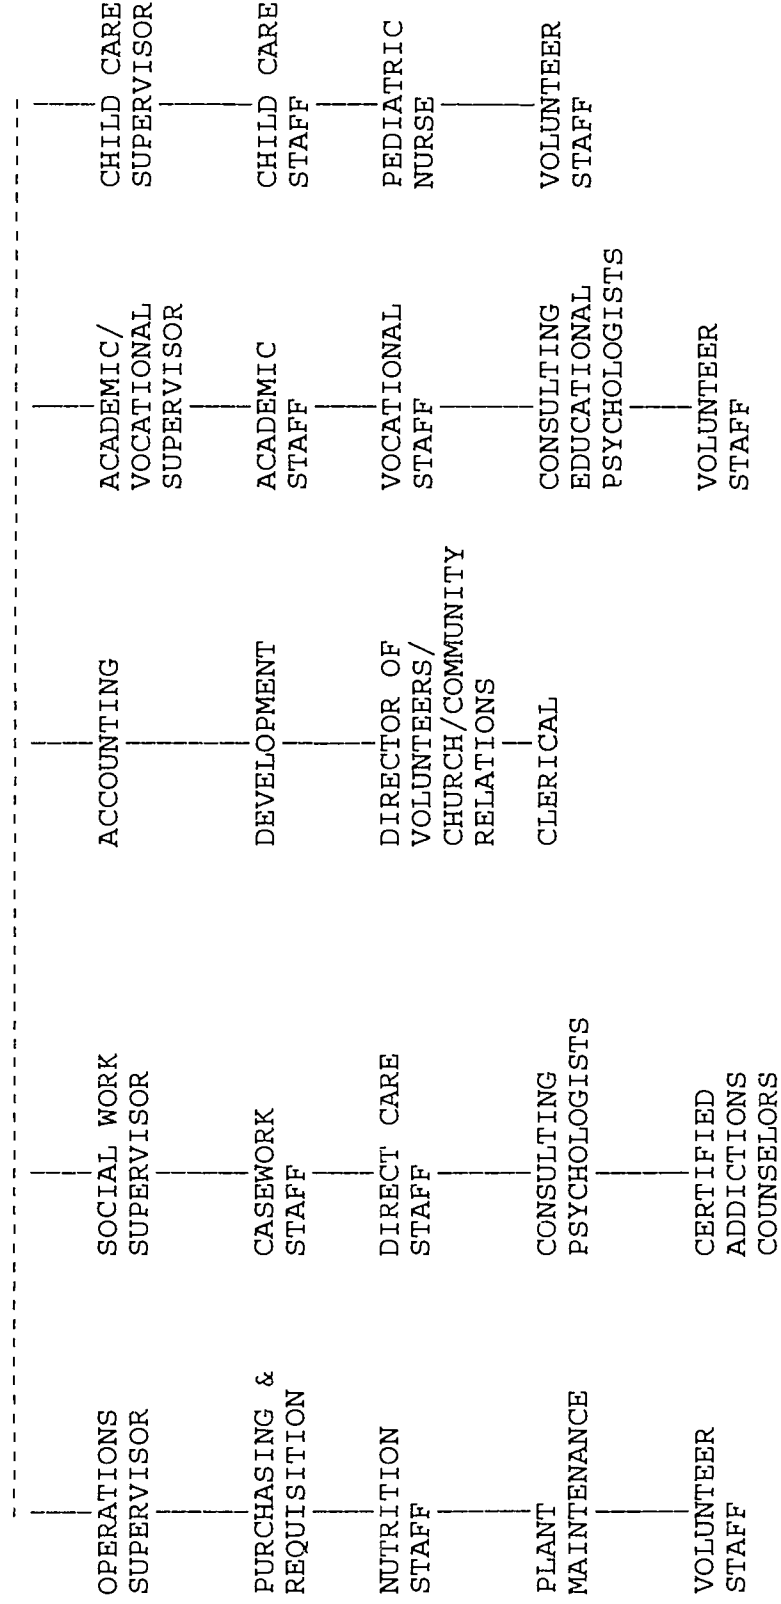 OPERATIONS
SUPERVISOR
PURCHASING &
REQUISITION
NUTRITION
STAFF
PLANT
MAINTENANCE
VOLUNTEER
STAFF
SOCIAL WORK
SUPERVISOR
CASEWORK
STAFF
DIRECT CARE
STAFF
CONSULTING
PSYCHOLOGISTS
CERTIFIED
ADDICTIONS
COUNSELORS
ACCOUNTING
DEVELOPMENT
DIRECTOR OF
VOLUNTEERS/
CHURCH/COMMUNITY
RELATIONS
CLERICAL
ACADEMIC/
VOCATIONAL
SUPERVISOR
ACADEMIC
STAFF
VOCATIONAL
STAFF
CONSULTING
EDUCATIONAL
PSYCHOLOGISTS
VOLUNTEER
STAFF
CHILD CARE
SUPERVISOR
CHILD CARE
STAFF
PEDIATRIC
NURSE
VOLUNTEER
STAFF